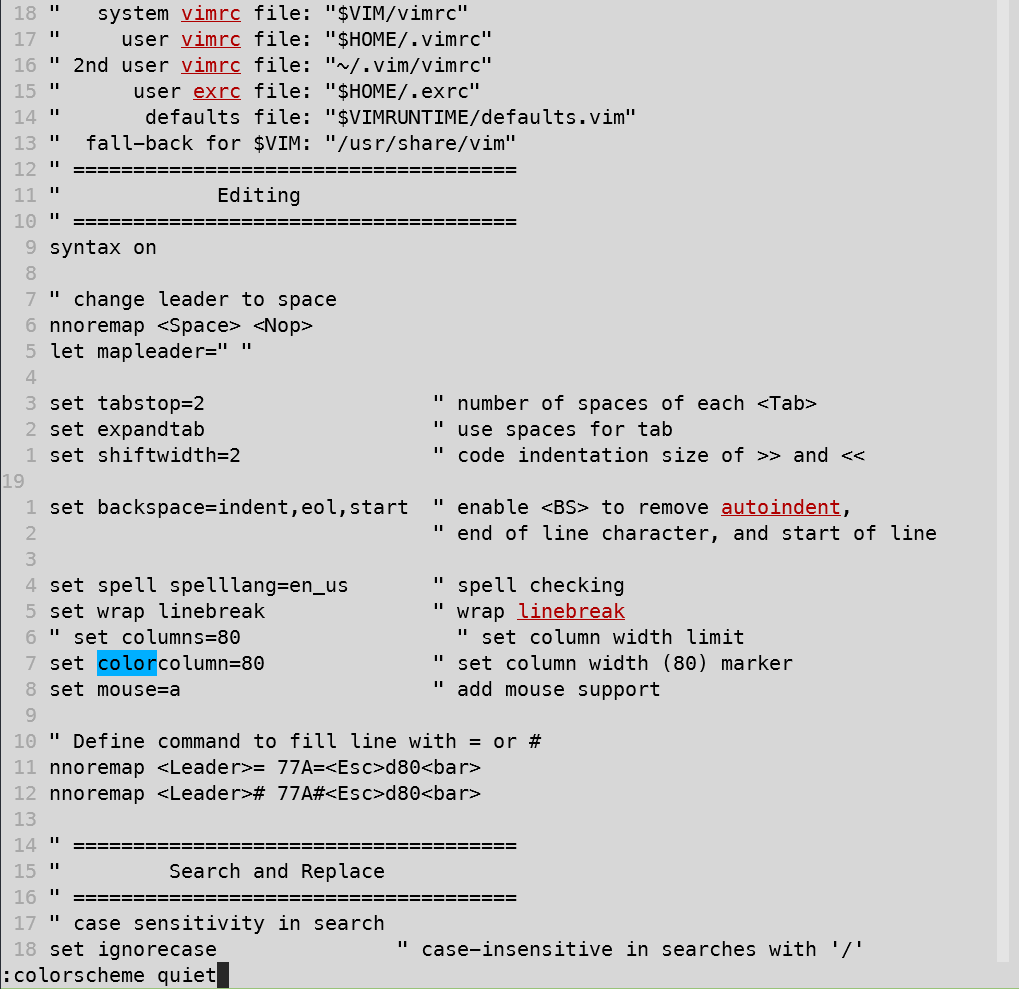 18 "   system vimrc file: "$VIM/vimrc"
17 "     user vimrc file: "$HOME/.vimrc"
16 " 2nd user vimrc file: "~/.vim/vimrc"
15 "      user exrc file: "$HOME/.exrc"
14 "       defaults file: "$VIMRUNTIME/defaults.vim"
13 "  fall-back for $VIM: "/usr/share/vim"
12 " =====================================
11 "             Editing
10 " =====================================
 9 syntax on
 8
 7 " change leader to space
 6 nnoremap <Space> <Nop>
 5 let mapleader=" "
 4
 3 set tabstop=2                   " number of spaces of each <Tab>
 2 set expandtab                   " use spaces for tab
 1 set shiftwidth=2                " code indentation size of >> and <<
19
 1 set backspace=indent,eol,start  " enable <BS> to remove autoindent,
 2                                 " end of line character, and start of line
 3
 4 set spell spelllang=en_us       " spell checking
 5 set wrap linebreak              " wrap linebreak
 6 " set columns=80                  " set column width limit
 7 set colorcolumn=80              " set column width (80) marker
 8 set mouse=a                     " add mouse support
 9
10 " Define command to fill line with = or #
11 nnoremap <Leader>= 77A=<Esc>d80<bar>
12 nnoremap <Leader># 77A#<Esc>d80<bar>
13
14 " =====================================
15 "         Search and Replace
16 " =====================================
17 " case sensitivity in search
18 set ignorecase               " case-insensitive in searches with '/'
:colorscheme quiet